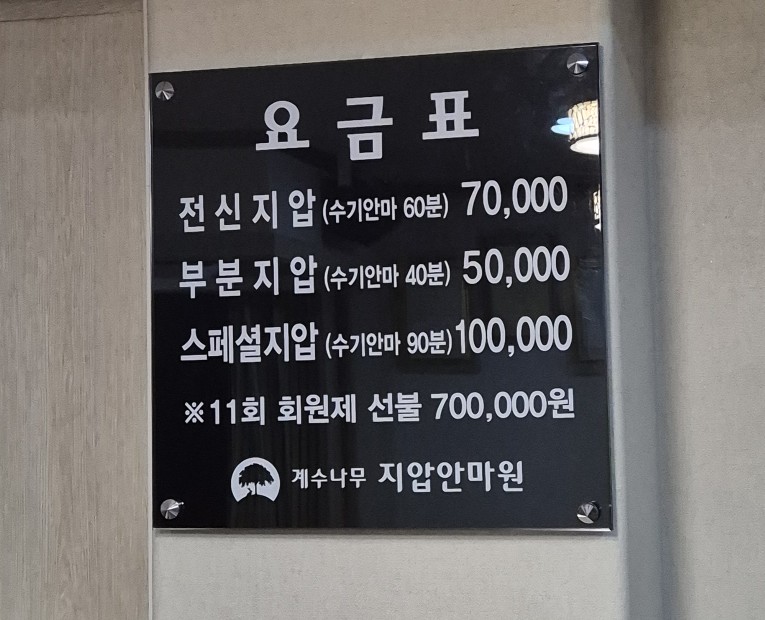 요금표
전신지압 (수기안마 60분) 70,000
부분지압 (수기안마 40분) 50,000
스페셜지압 (수기안마 90분) 100,000
※11회 회원제 선불 700,000원
계수나무 지압안마원